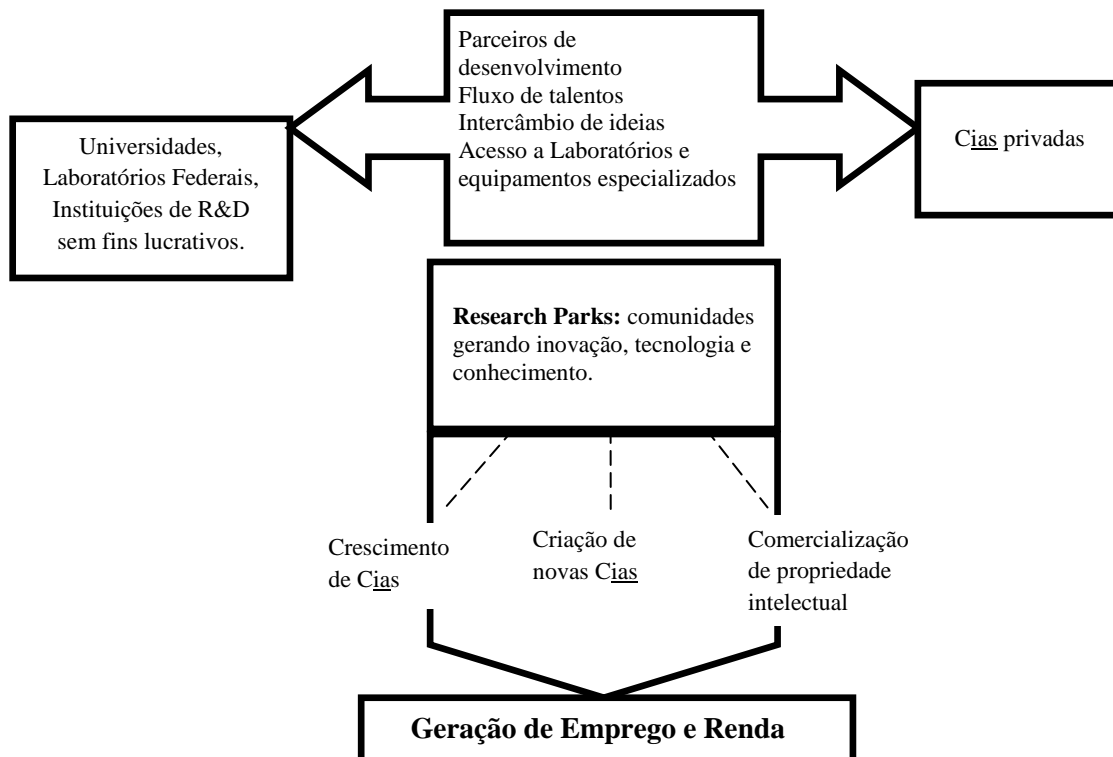 Parceiros de
desenvolvimento
Fluxo de talentos
Intercâmbio de ideias
Acesso a Laboratórios e
equipamentos especializados
Universidades,
Laboratórios Federais,
Instituições de R&D
sem fins lucrativos.
Cias privadas
Research Parks: comunidades
gerando inovação, tecnologia e
conhecimento.
Crescimento
de Cias
Criação de
novas Cias
Comercialização
de propriedade
intelectual
Geração de Emprego e Renda